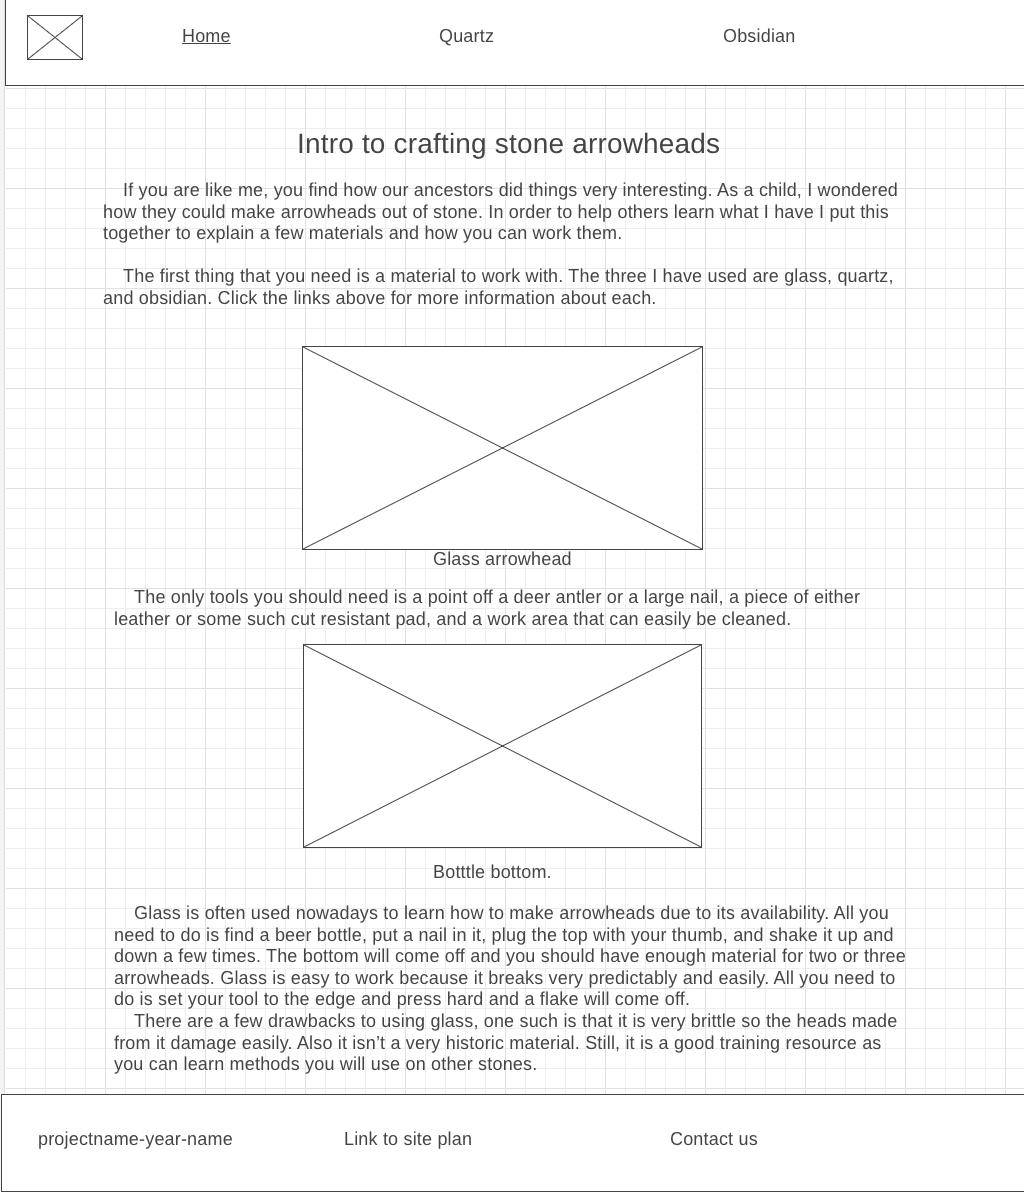 Home Quartz Obsidian
Intro to crafting stone arrowheads
If you are like me, you find how our ancestors did things very interesting. As a child, I wondered
how they could make arrowheads out of stone. In order to help others learn what I have I put this
together to explain a few materials and how you can work them.
The first thing that you need is a material to work with. The three I have used are glass, quartz,
and obsidian. Click the links above for more information about each.
Glass arrowhead
The only tools you should need is a point off a deer antler or a large nail, a piece of either
leather or some such cut resistant pad, and a work area that can easily be cleaned.
Botttle bottom.
Glass is often used nowadays to learn how to make arrowheads due to its availability. All you
need to do is find a beer bottle, put a nail in it, plug the top with your thumb, and shake it up and
down a few times. The bottom will come off and you should have enough material for two or three
arrowheads. Glass is easy to work because it breaks very predictably and easily. All you need to
do is set your tool to the edge and press hard and a flake will come off.
There are a few drawbacks to using glass, one such is that it is very brittle so the heads made
from it damage easily. Also it isn’t a very historic material. Still, it is a good training resource as
you can learn methods you will use on other stones.
projectname-year-name Link to site plan Contact us